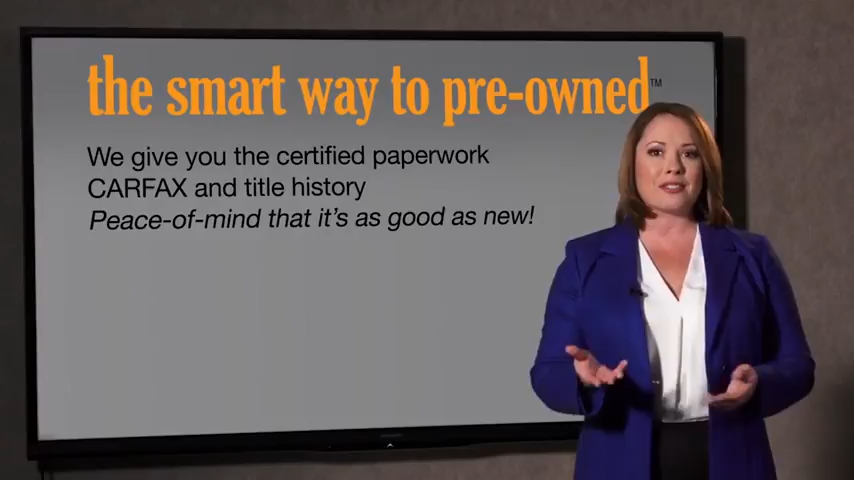 the smart way to pre-owned™
We give you the certified paperwork
CARFAX and title history
Peace-of-mind that it's as good as new!